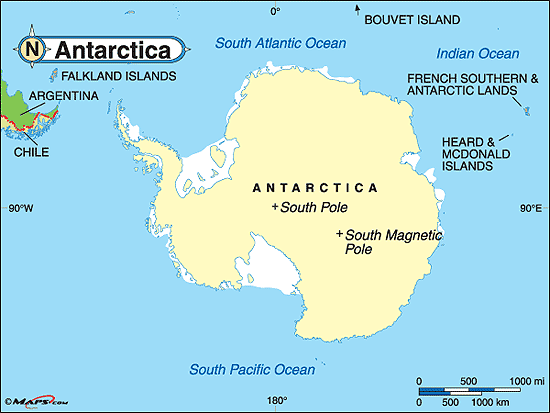 0°
BOUVET ISLAND
N Antarctica
South Atlantic Ocean
Indian Ocean
FALKLAND ISLANDS
FRENCH SOUTHERN &
ANTARCTIC LANDS
ARGENTINA
CHILE
HEARD &
MCDONALD
ISLANDS
ANTARCTICA
+South Pole
90°W
90°E
+South Magnetic
Pole
South Pacific Ocean
0 500 1000 mi
0 500 1000 km
©MAPS.COM
180°